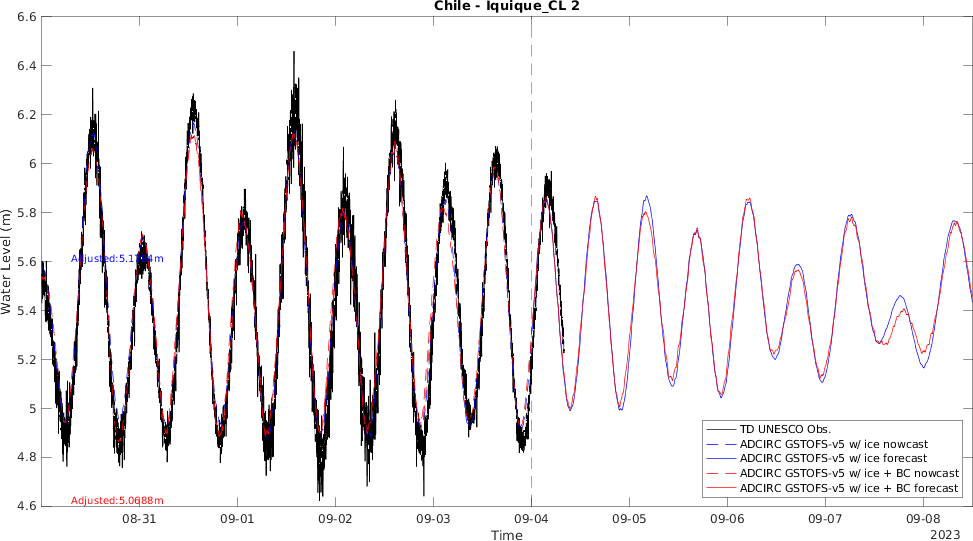 Chile - Iquique_CL 2
Water Level (m)
6.6
6.4
6.2
6
5.8
5.6
5.4
5.2
5
4.8
4.6
Adjusted:5.0688m
08-31
09-01
09-02
09-03
09-04
09-05
09-06
09-07
09-08
Time
2023
TD UNESCO Obs.
ADCIRC GSTOFS-v5 w/ ice nowcast
ADCIRC GSTOFS-v5 w/ ice forecast
ADCIRC GSTOFS-v5 w/ ice + BC nowcast
ADCIRC GSTOFS-v5 w/ ice + BC forecast